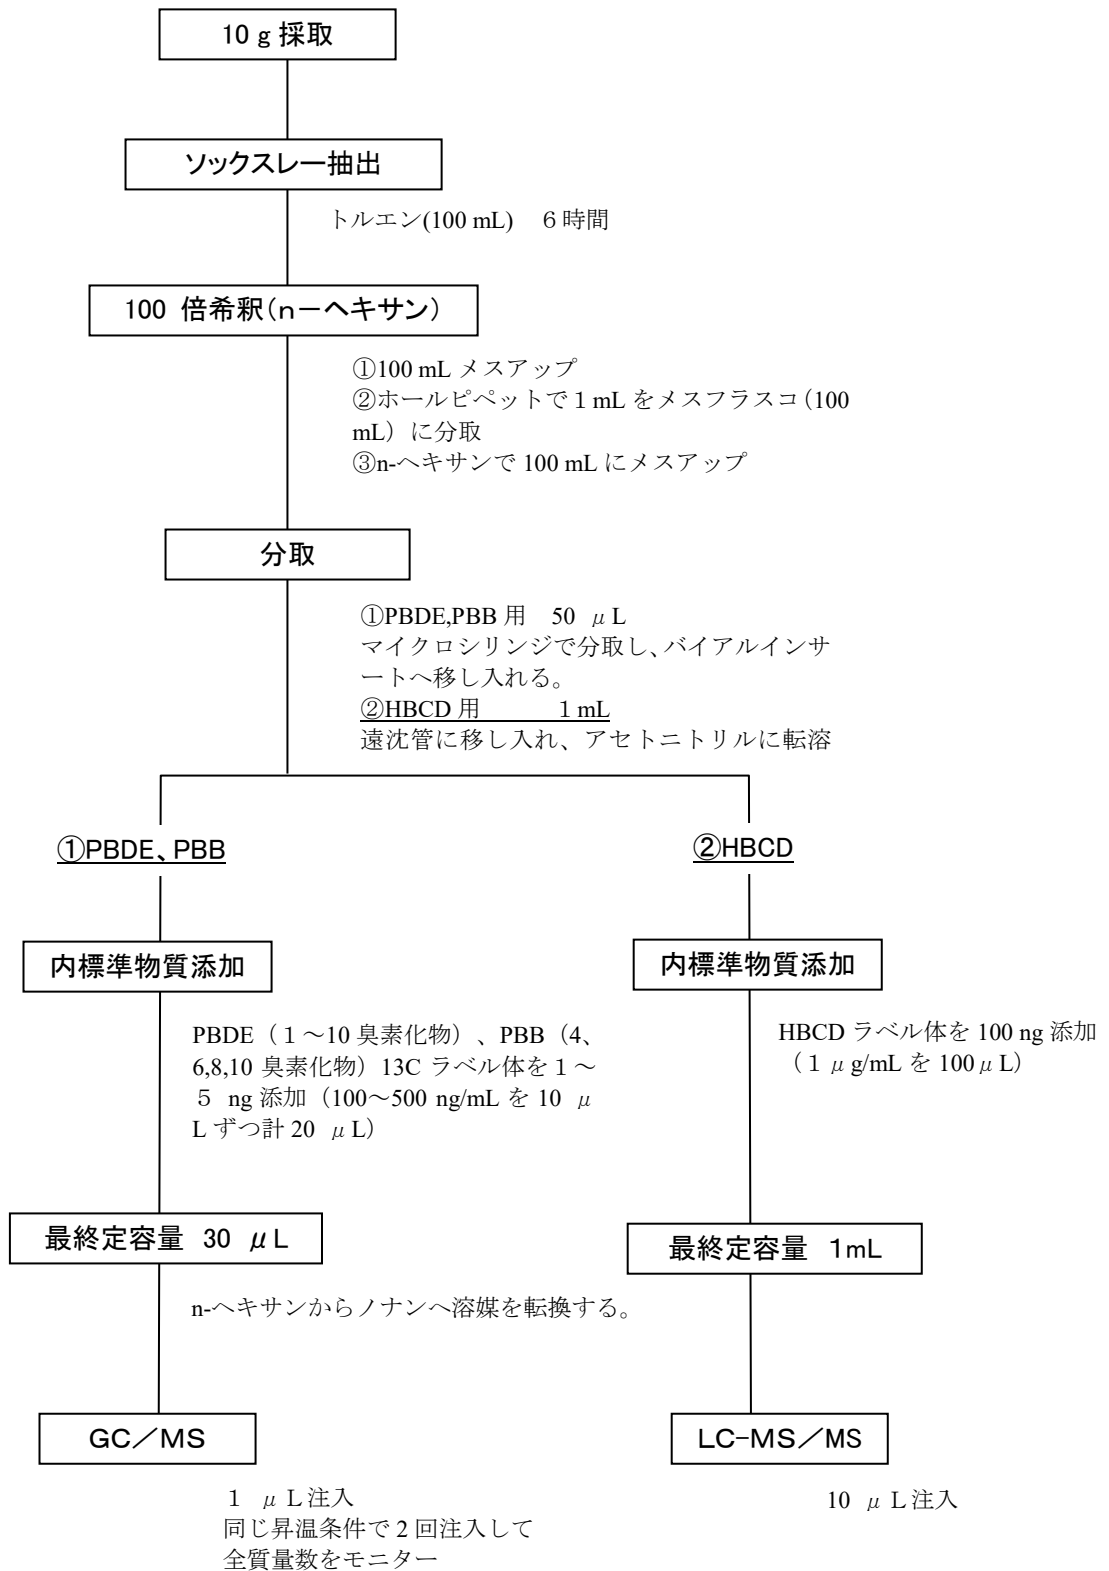 10 g 採取
ソックスレー抽出
トルエン(100 mL)　６時間
100 倍希釈(ｎ－ヘキサン)
①100 mL メスアップ
②ホールピペットで１mL をメスフラスコ（100
mL）に分取
③n-ヘキサンで 100 mL にメスアップ
分取
①PBDE,PBB 用　50 μL
マイクロシリンジで分取し、バイアルインサ
ートへ移し入れる。
②HBCD 用　　　１mL
遠沈管に移し入れ、アセトニトリルに転溶
①PBDE、PBB
内標準物質添加
PBDE（１～10 臭素化物）、PBB（4、
6,8,10 臭素化物）13C ラベル体を１～
５ ng 添加（100～500 ng/mL を 10 μ
L ずつ計 20 μL）
最終定容量　30 μL
n-ヘキサンからノナンへ溶媒を転換する。
GC／MS
１ μL注入
同じ昇温条件で２回注入して
全質量数をモニター
②HBCD
内標準物質添加
HBCD ラベル体を 100 ng 添加
（１μg/mL を 100μL）
最終定容量　1mL
LC-MS／MS
10 μL注入